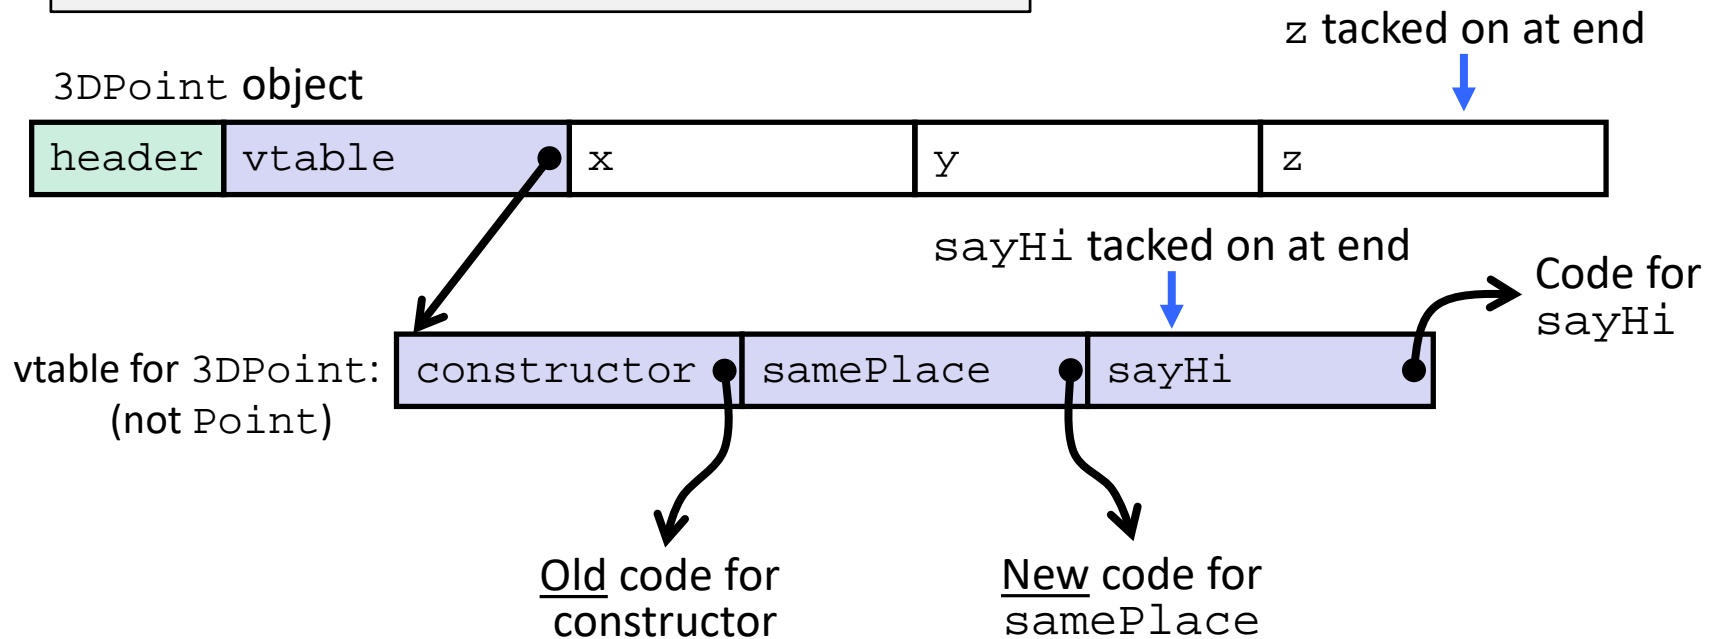 z tacked on at end
3DPoint object
header vtable x y z
sayHi tacked on at end
Code for
sayHi
vtable for 3DPoint:
(not Point)
constructor samePlace sayHi
Old code for
constructor
New code for
samePlace